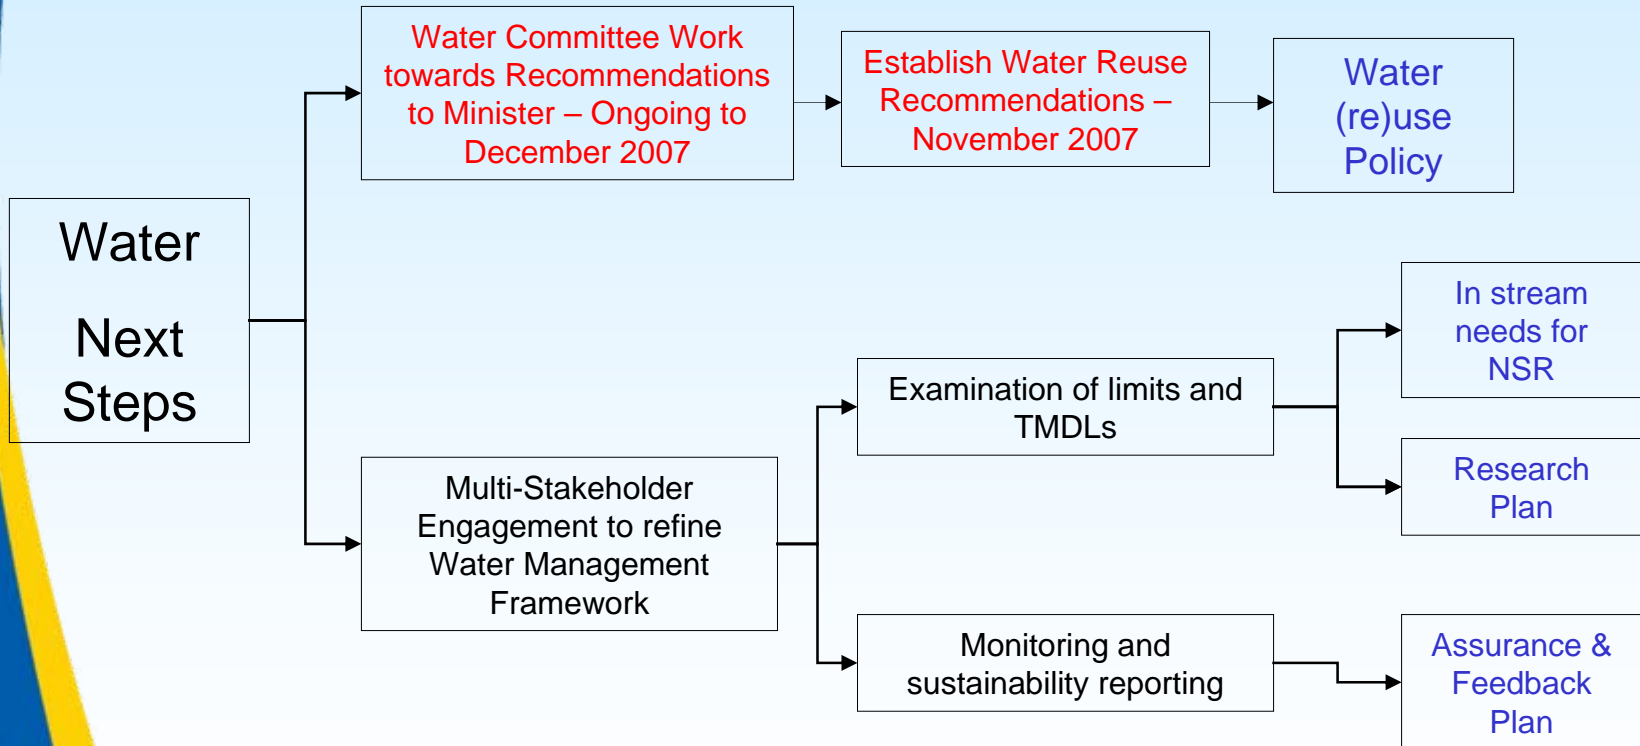 Water Committee Work
towards Recommendations
to Minister – Ongoing to
December 2007
Establish Water Reuse
Recommendations –
November 2007
Water
(re)use
Policy
Water
Next
Steps
In stream
needs for
NSR
Examination of limits and
TMDLs
Research
Plan
Multi-Stakeholder
Engagement to refine
Water Management
Framework
Monitoring and
sustainability reporting
Assurance &
Feedback
Plan